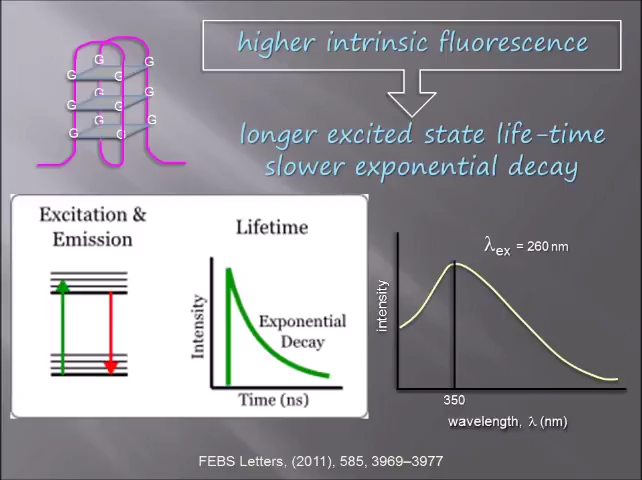 higher intrinsic fluorescence
G
G
G
G
G
G
G
G
G
G
G
G
longer excited state life-time
slower exponential decay
Excitation &
Emission
Lifetime
Intensity
Exponential
Decay
Time (ns)
λex = 260 nm
intensity
350
wavelength, λ (nm)
FEBS Letters, (2011), 585, 3969–3977